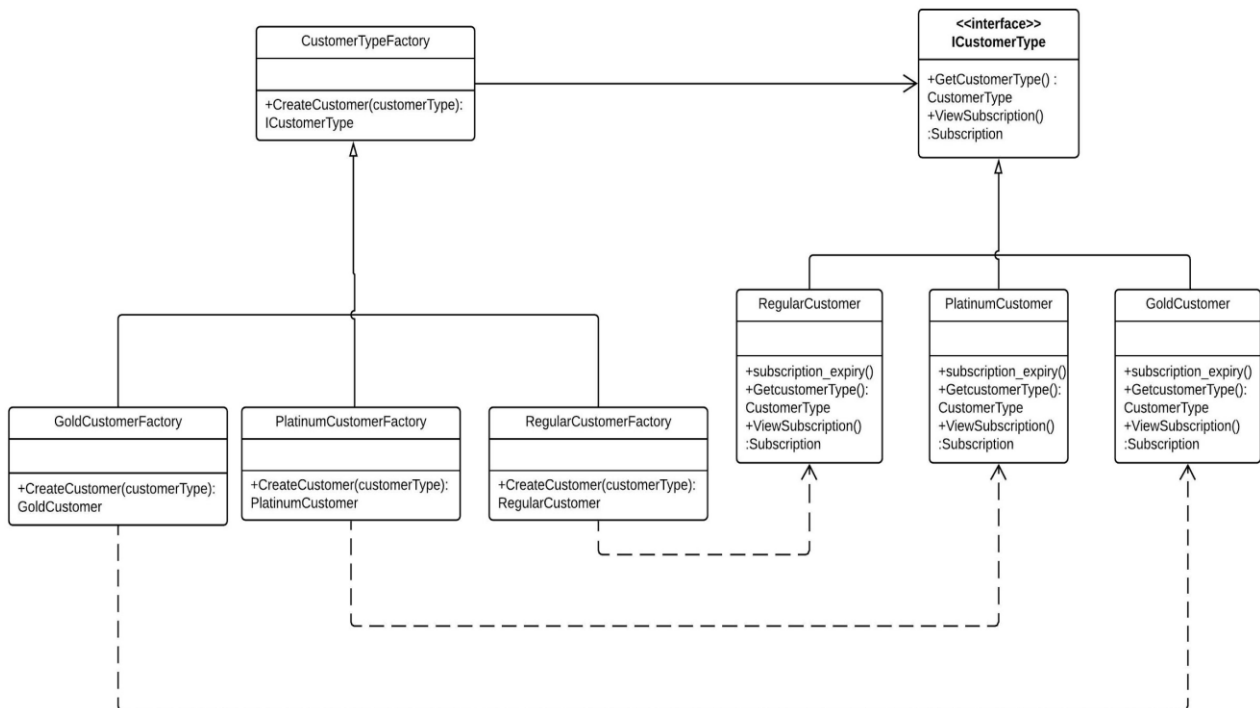 CustomerTypeFactory
+CreateCustomer(customerType):
ICustomerType
<<interface>>
ICustomerType
+GetCustomerType() :
CustomerType
+ViewSubscription()
:Subscription
RegularCustomer
+subscription_expiry()
+GetcustomerType():
CustomerType
+ViewSubscription()
:Subscription
PlatinumCustomer
+subscription_expiry()
+GetcustomerType():
CustomerType
+ViewSubscription()
:Subscription
GoldCustomer
+subscription_expiry()
+GetcustomerType():
CustomerType
+ViewSubscription()
:Subscription
GoldCustomerFactory
+CreateCustomer(customerType):
GoldCustomer
PlatinumCustomerFactory
+CreateCustomer(customerType):
PlatinumCustomer
RegularCustomerFactory
+CreateCustomer(customerType):
RegularCustomer